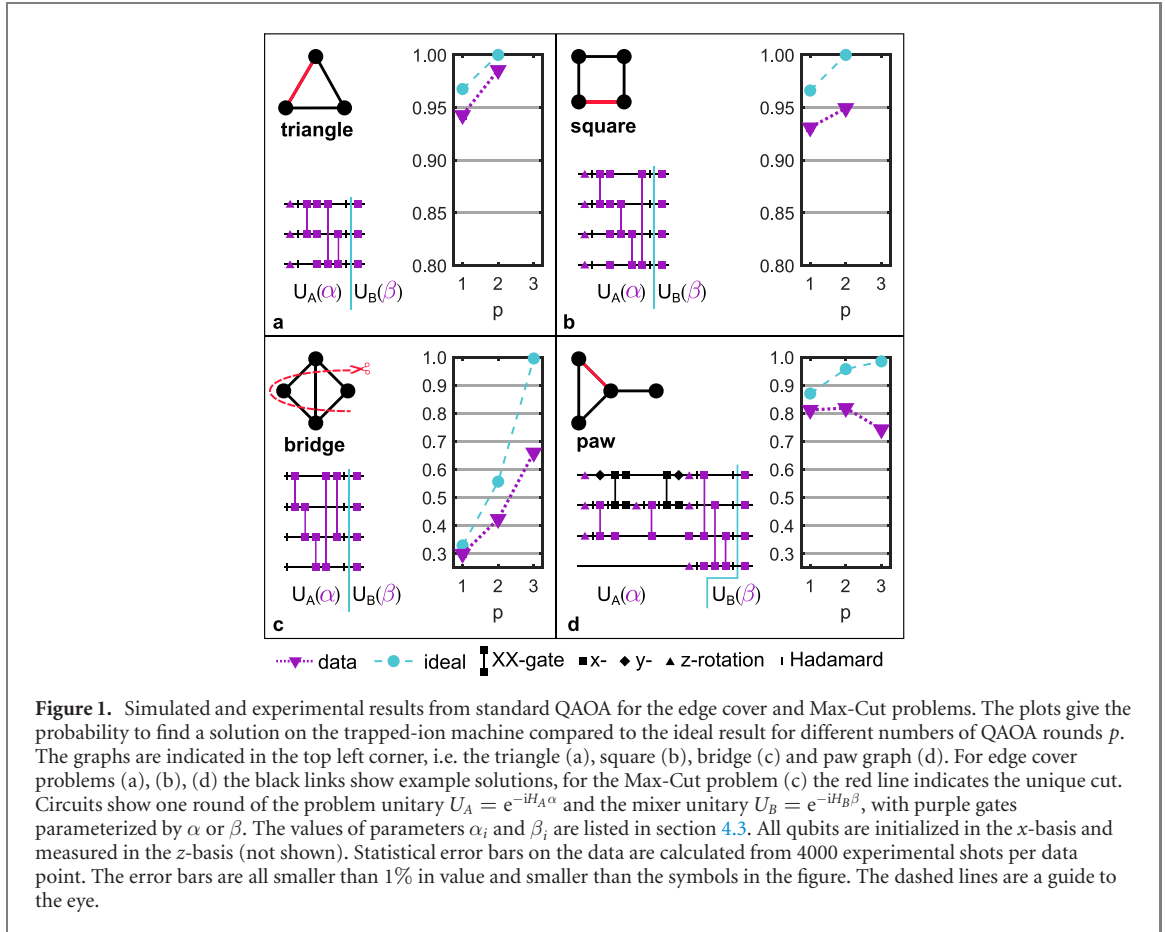 triangle
1.00
0.95
0.90
0.85
0.80
1 2 3
p
U_A(α) U_B(β)
a
square
1.00
0.95
0.90
0.85
0.80
1 2 3
p
U_A(α) U_B(β)
b
bridge
1.0
0.9
0.8
0.7
0.6
0.5
0.4
0.3
1 2 3
p
U_A(α) U_B(β)
c
paw
1.0
0.9
0.8
0.7
0.6
0.5
0.4
0.3
1 2 3
p
U_A(α) U_B(β)
d
data ideal XX-gate x- y- z-rotation Hadamard
Figure 1. Simulated and experimental results from standard QAOA for the edge cover and Max-Cut problems. The plots give the
probability to find a solution on the trapped-ion machine compared to the ideal result for different numbers of QAOA rounds p.
The graphs are indicated in the top left corner, i.e. the triangle (a), square (b), bridge (c) and paw graph (d). For edge cover
problems (a), (b), (d) the black links show example solutions, for the Max-Cut problem (c) the red line indicates the unique cut.
Circuits show one round of the problem unitary U_A = e^{−iH_Aα} and the mixer unitary U_B = e^{−iH_Bβ}, with purple gates
parameterized by α or β. The values of parameters α_i and β_i are listed in section 4.3. All qubits are initialized in the x-basis and
measured in the z-basis (not shown). Statistical error bars on the data are calculated from 4000 experimental shots per data
point. The error bars are all smaller than 1% in value and smaller than the symbols in the figure. The dashed lines are a guide to
the eye.